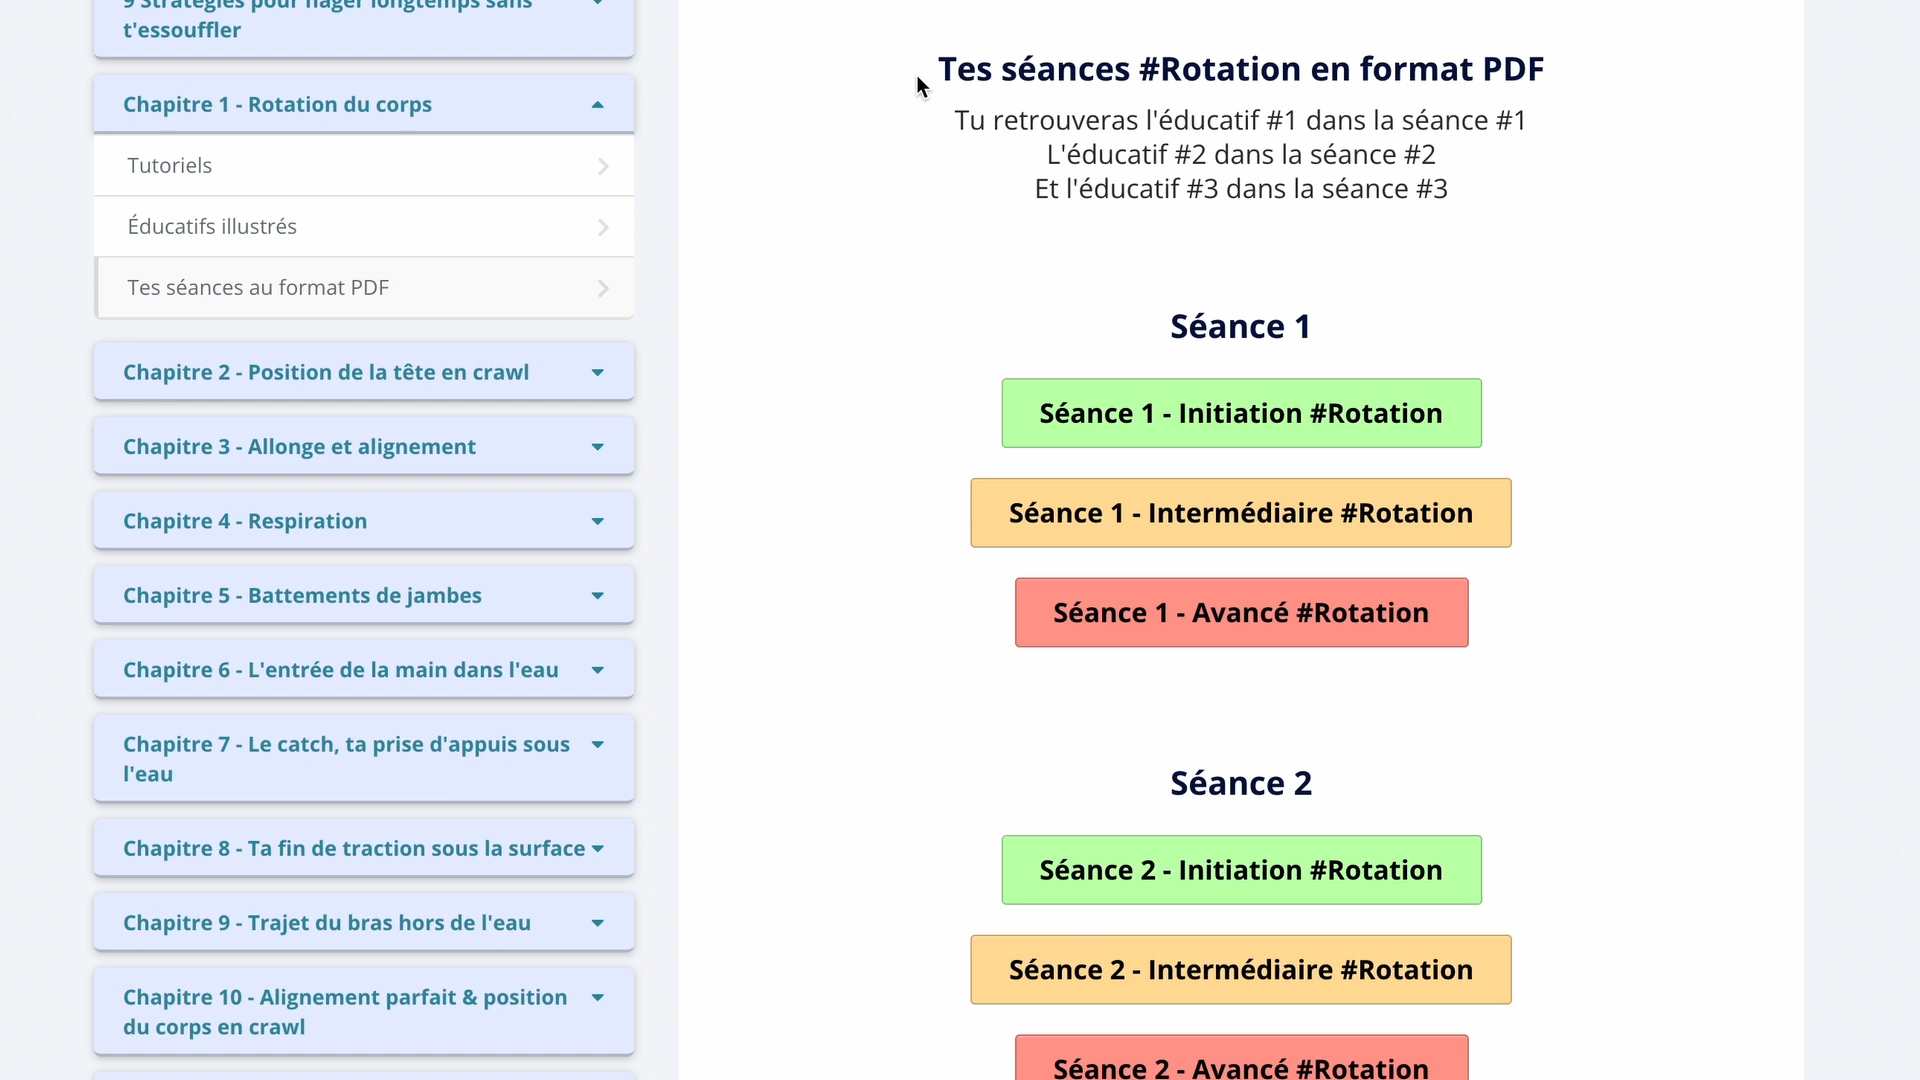 9 Stratégies pour nager longtemps sans
t'essouffler
Chapitre 1 - Rotation du corps
Tutoriels
Éducatifs illustrés
Tes séances au format PDF
Chapitre 2 - Position de la tête en crawl
Chapitre 3 - Allonge et alignement
Chapitre 4 - Respiration
Chapitre 5 - Battements de jambes
Chapitre 6 - L'entrée de la main dans l'eau
Chapitre 7 - Le catch, ta prise d'appuis sous
l'eau
Chapitre 8 - Ta fin de traction sous la surface
Chapitre 9 - Trajet du bras hors de l'eau
Chapitre 10 - Alignement parfait & position
du corps en crawl
Tes séances #Rotation en format PDF
Tu retrouveras l'éducatif #1 dans la séance #1
L'éducatif #2 dans la séance #2
Et l'éducatif #3 dans la séance #3
Séance 1
Séance 1 - Initiation #Rotation
Séance 1 - Intermédiaire #Rotation
Séance 1 - Avancé #Rotation
Séance 2
Séance 2 - Initiation #Rotation
Séance 2 - Intermédiaire #Rotation
Séance 2 - Avancé #Rotation